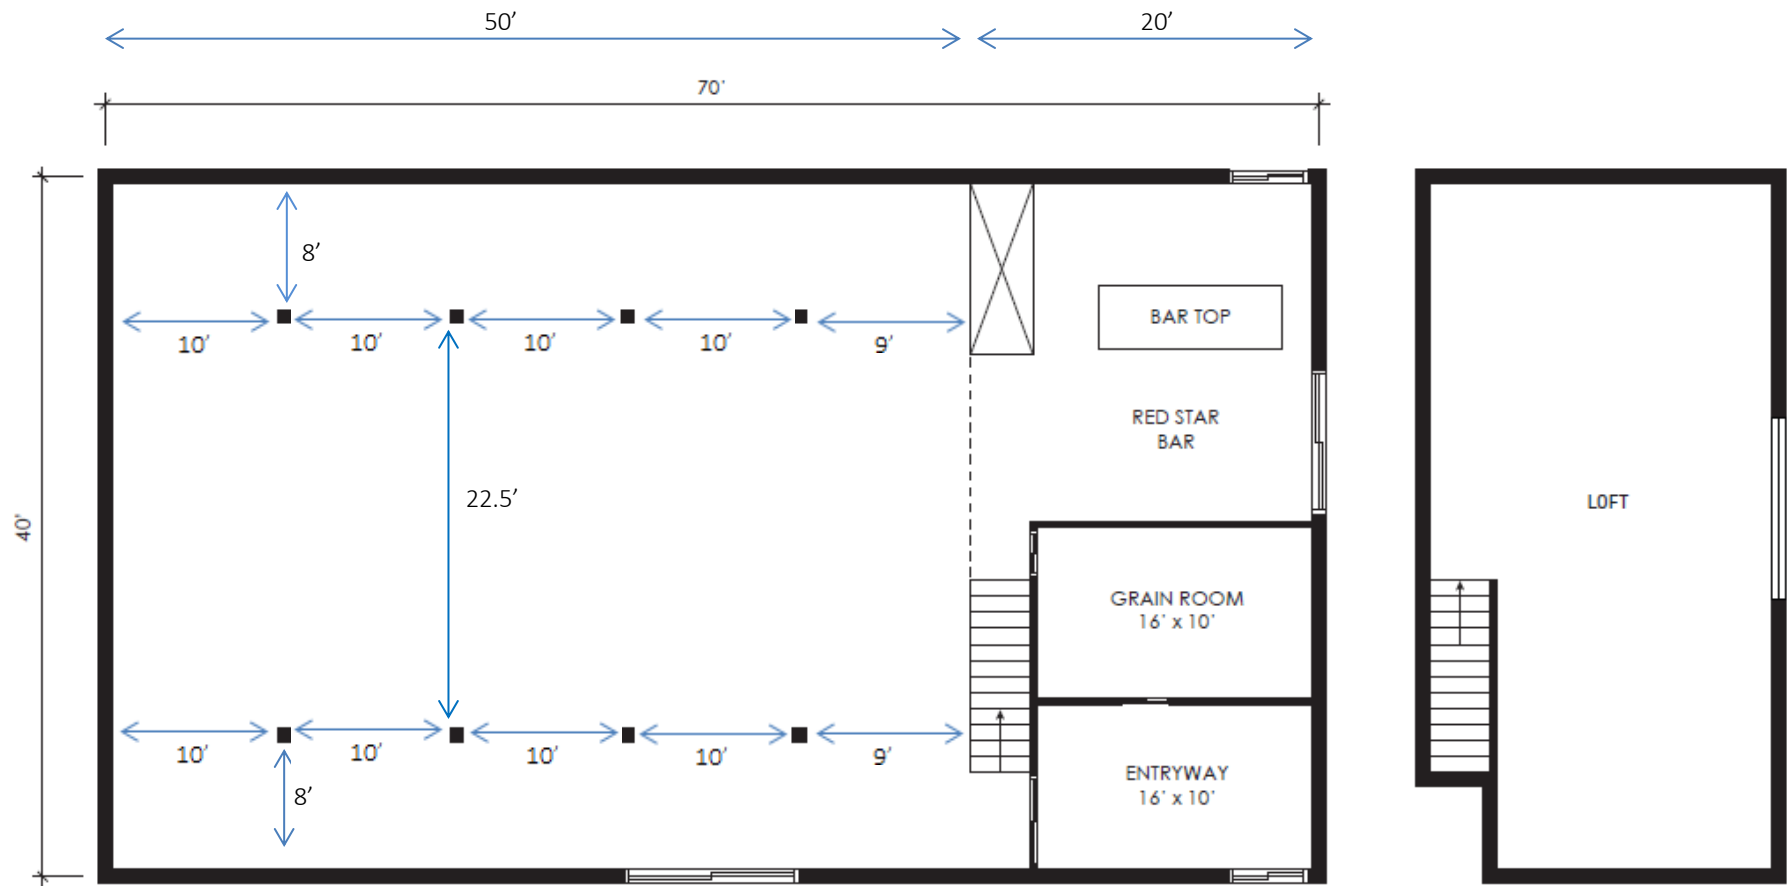 50’
20’
70'
8’
10’
10’
10’
10’
9’
BAR TOP
RED STAR
BAR
22.5’
LOFT
40'
GRAIN ROOM
16' x 10'
10’
10’
10’
10’
9’
8’
ENTRYWAY
16' x 10'